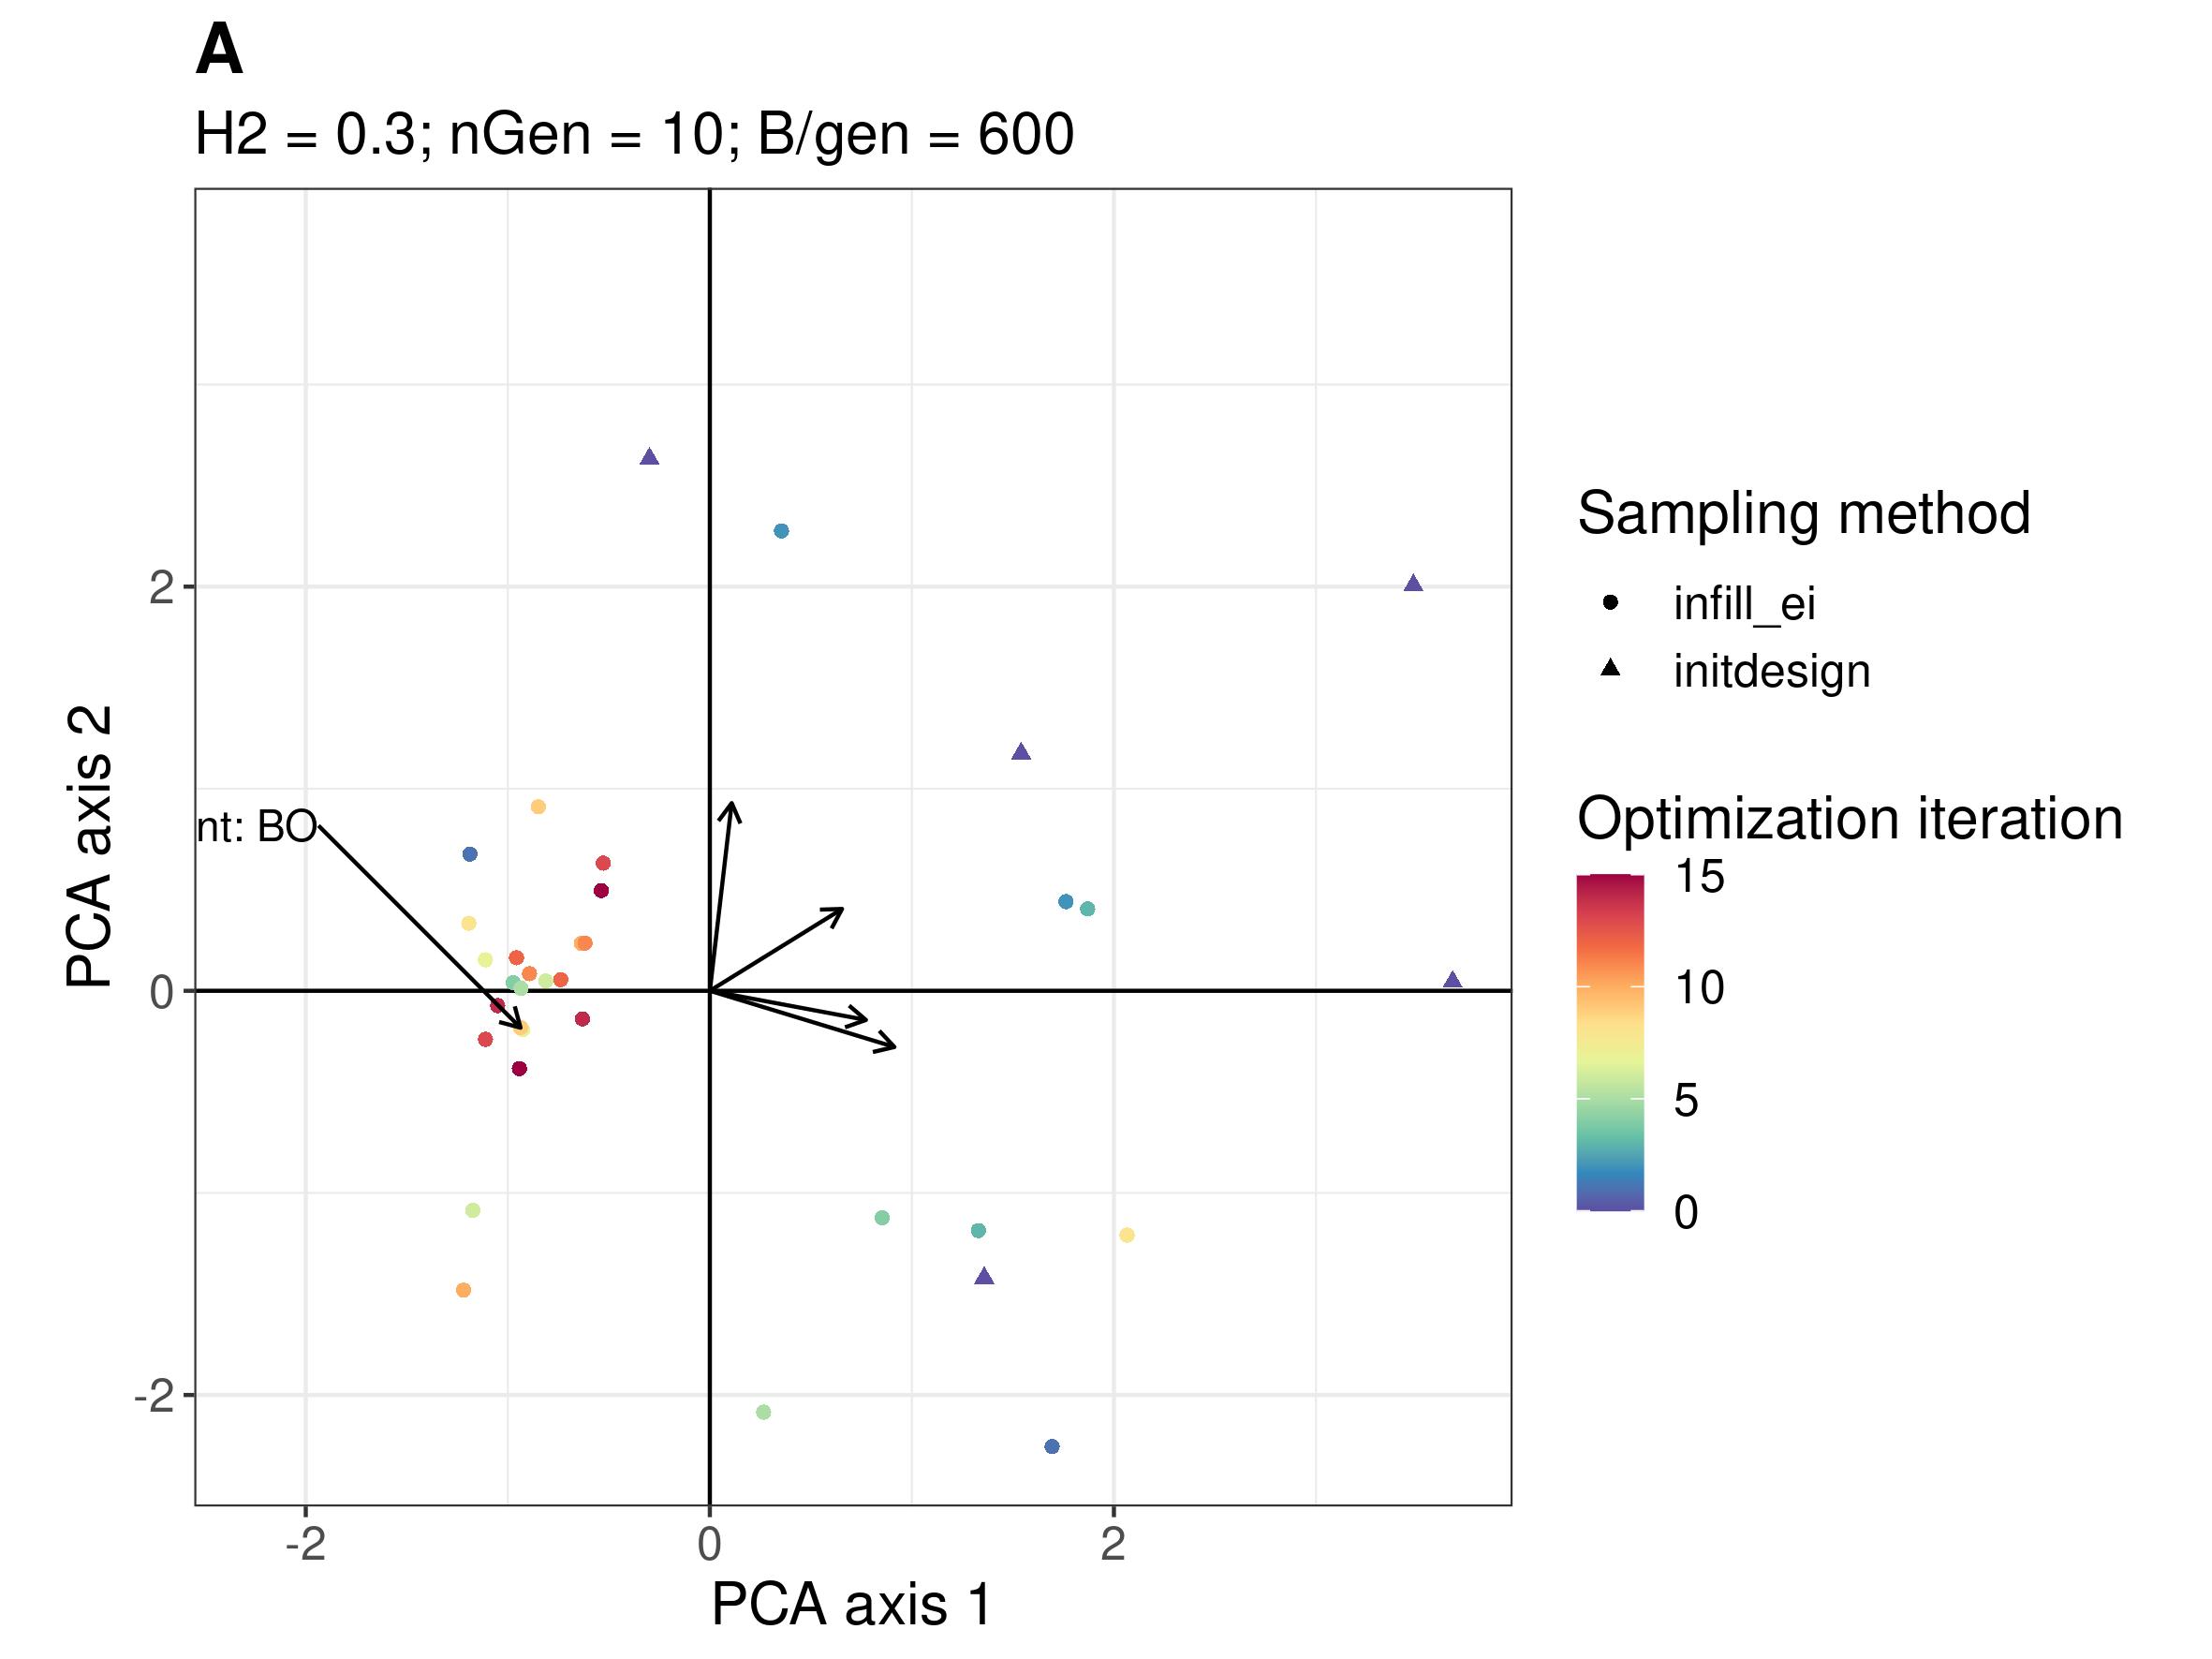 A
H2 = 0.3; nGen = 10; B/gen = 600
PCA axis 2
2
0
-2
nt: BO
-2
0
2
PCA axis 1
Sampling method
infill_ei
initdesign
Optimization iteration
15
10
5
0